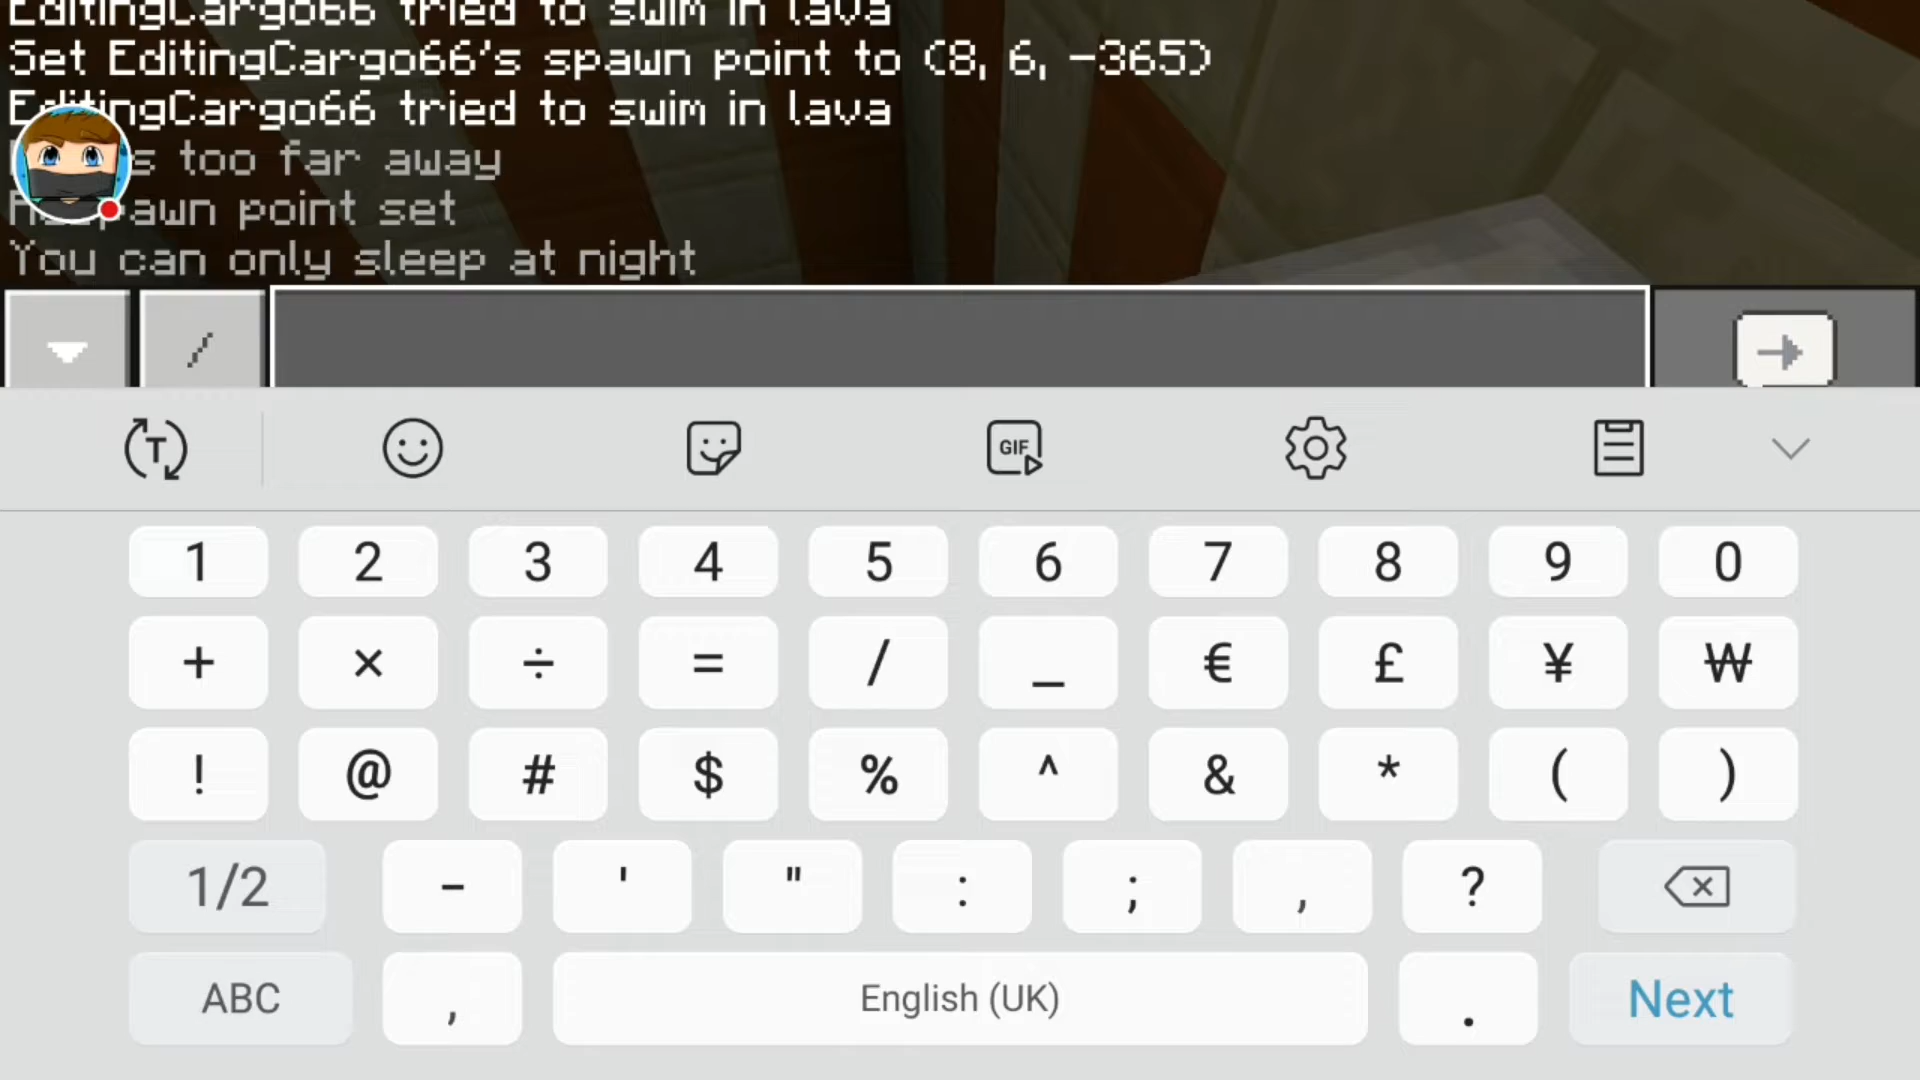 EditingCargo66 tried to swim in lava
Set EditingCargo66's spawn point to (8, 6, -365)
EditingCargo66 tried to swim in lava
too far away
point set
You can only sleep at night
/
GIF
1 2 3 4 5 6 7 8 9 0
+ × ÷ = / _ € £ ¥ ₩
! @ # $ % ^ & * ( )
1/2 - ' " : ; , ?
ABC , English (UK) . Next